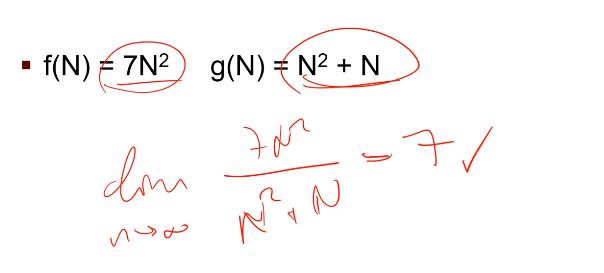 ▪ f(N) = 7N² g(N) = N² + N
lim 7N² / N² + N = 7 ✓
n→∞